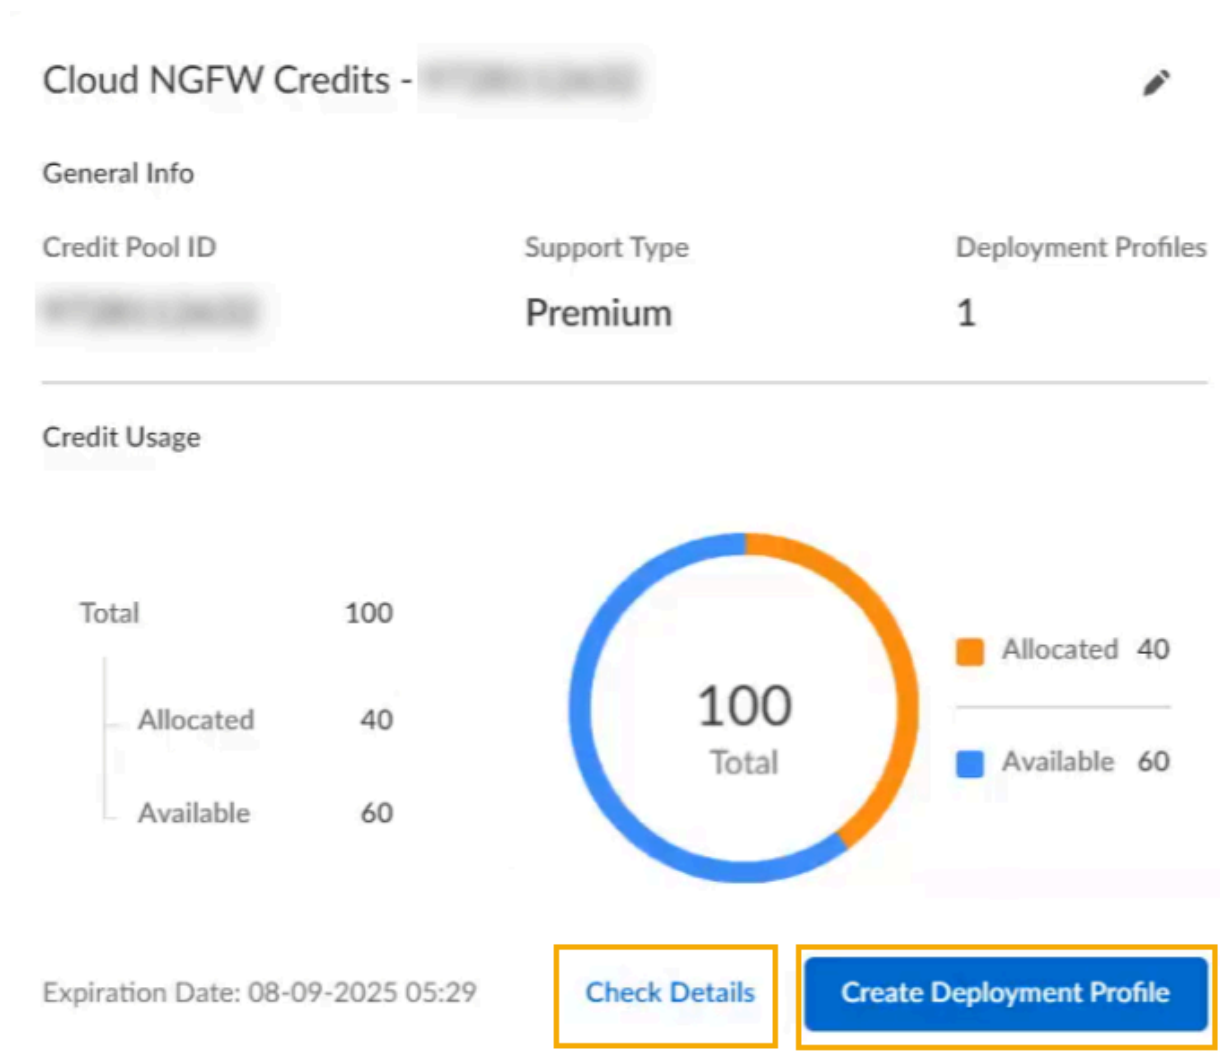 Cloud NGFW Credits -
General Info
Credit Pool ID
Support Type
Deployment Profiles
Premium
1
Credit Usage
Total 100
Allocated 40
Available 60
100
Total
Allocated 40
Available 60
Expiration Date: 08-09-2025 05:29
Check Details
Create Deployment Profile